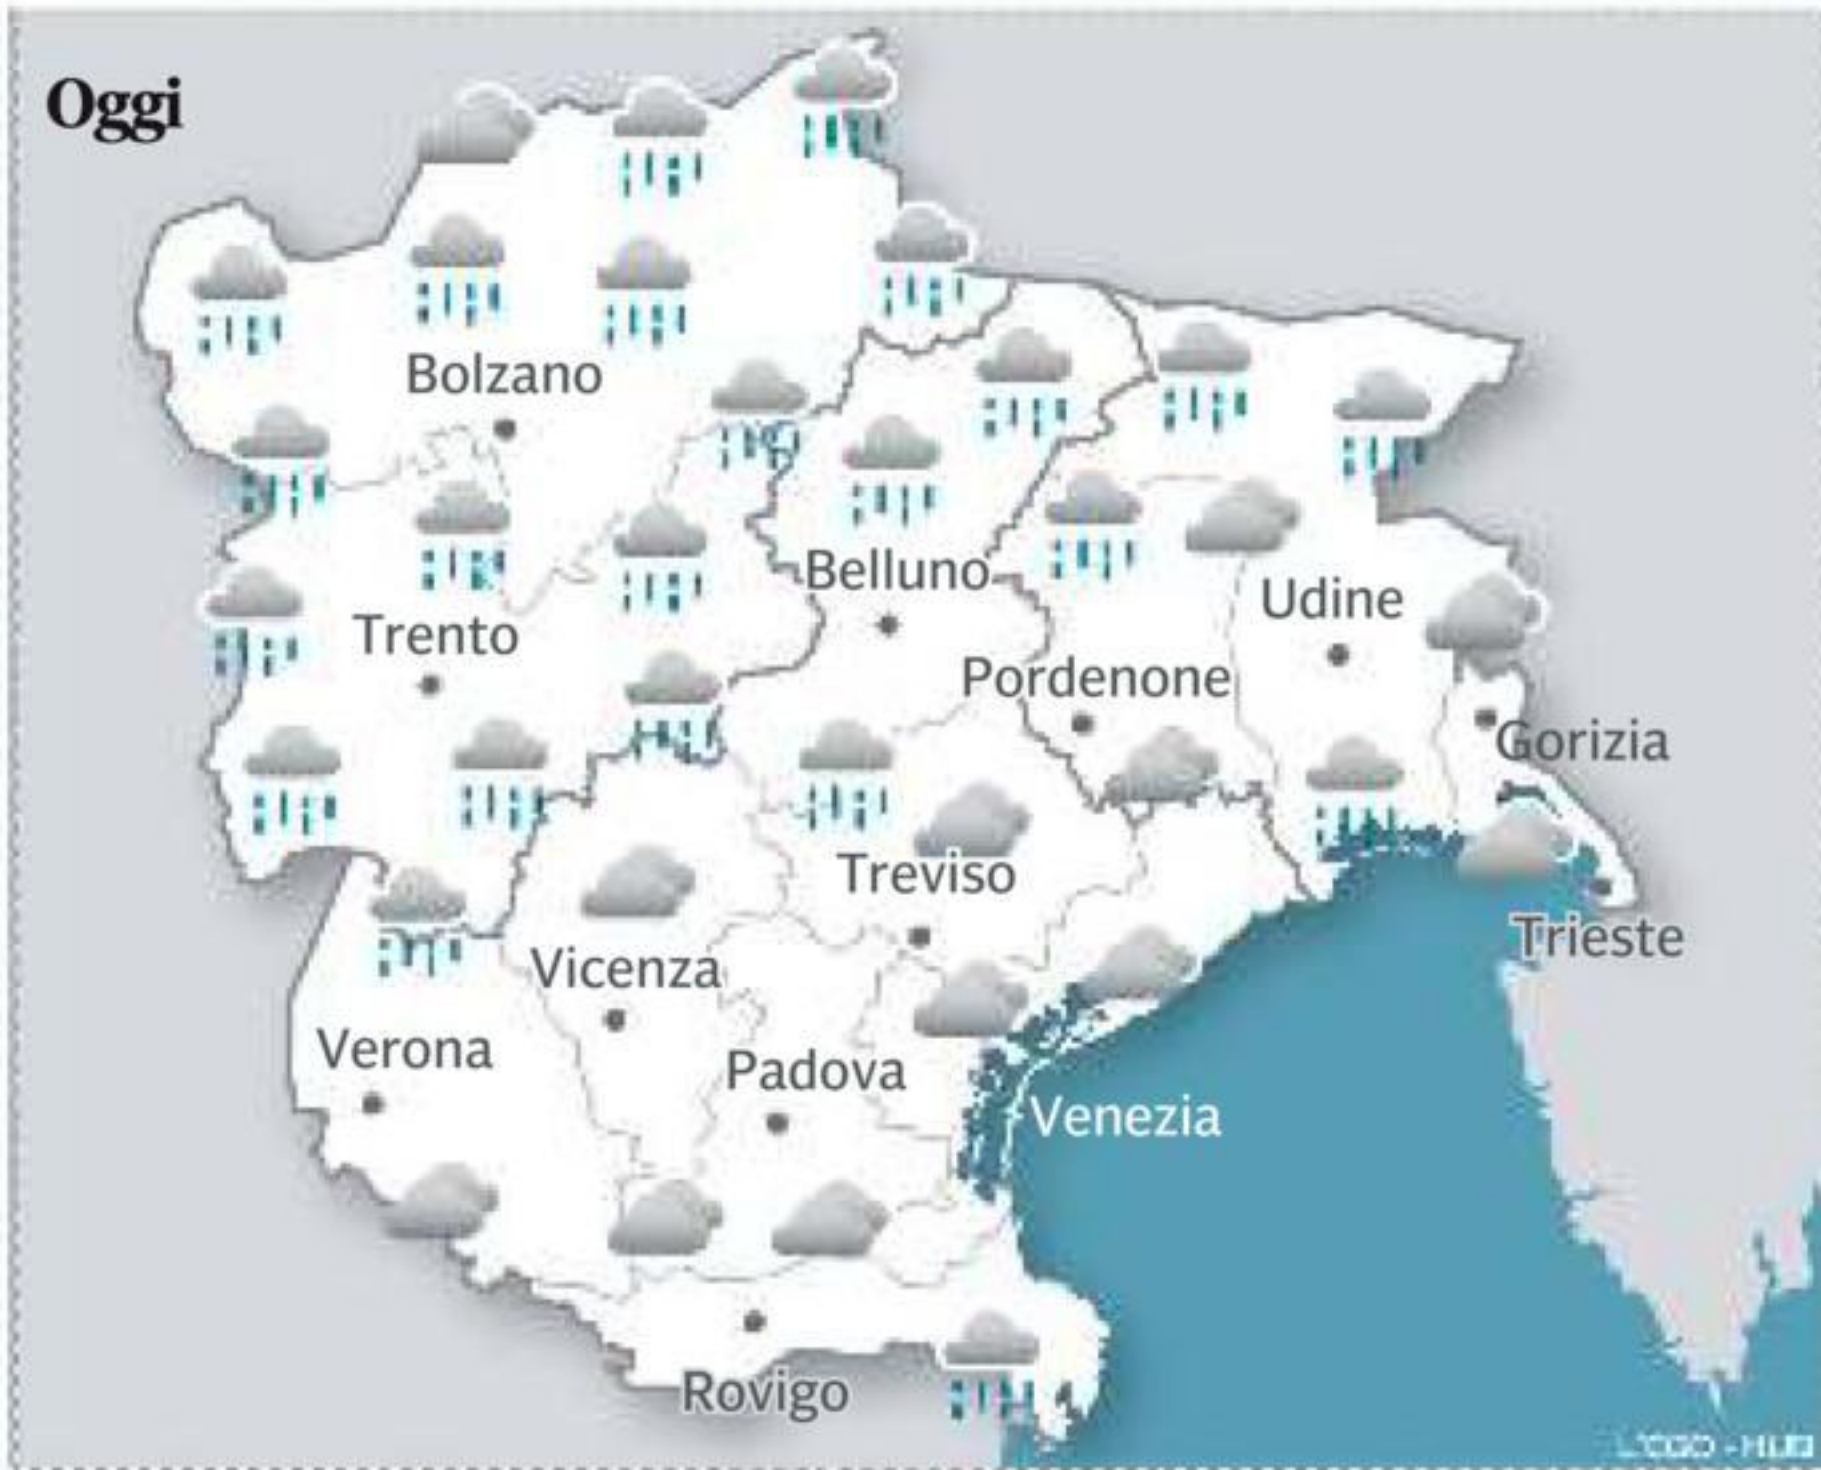 Oggi
Bolzano
Belluno
Udine
Trento
Pordenone
Gorizia
Treviso
Trieste
Vicenza
Verona
Padova
Venezia
Rovigo